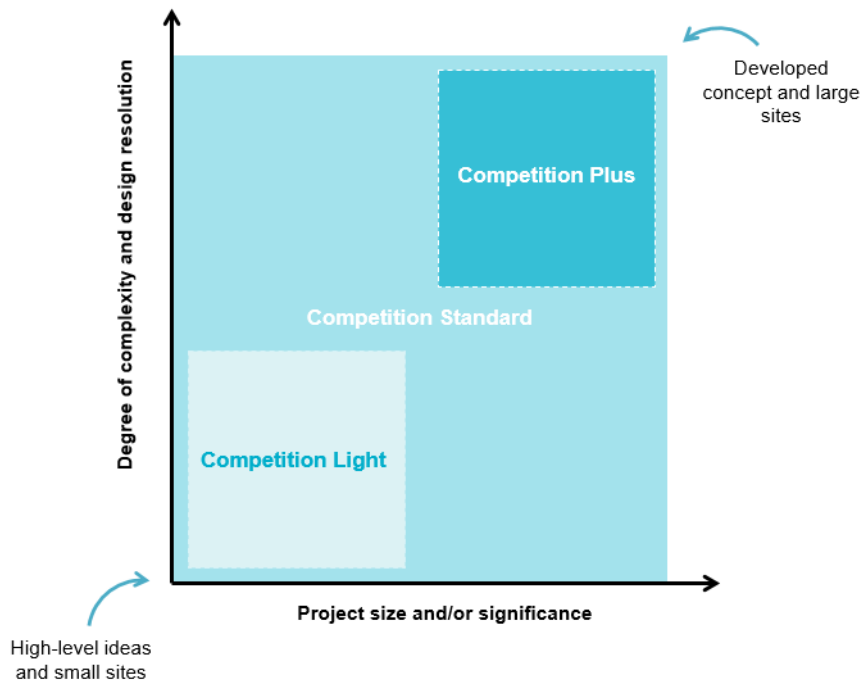 Developed
concept and large
sites
Degree of complexity and design resolution
Competition Plus
Competition Standard
Competition Light
Project size and/or significance
High-level ideas
and small sites